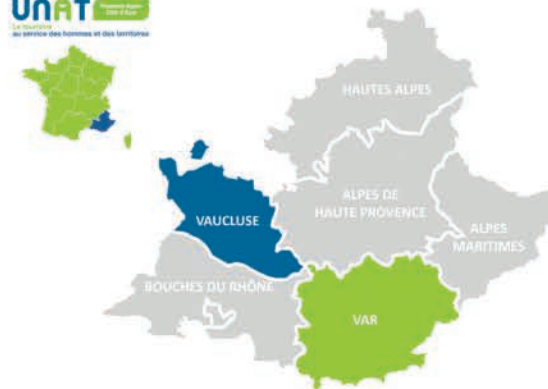 UNAT
Provence-Alpes-
Côte d'Azur
Le tourisme
au service des hommes et des territoires
HAUTES ALPES
ALPES DE
HAUTE PROVENCE
VAUCLUSE
ALPES
MARITIMES
BOUCHES DU RHÔNE
VAR